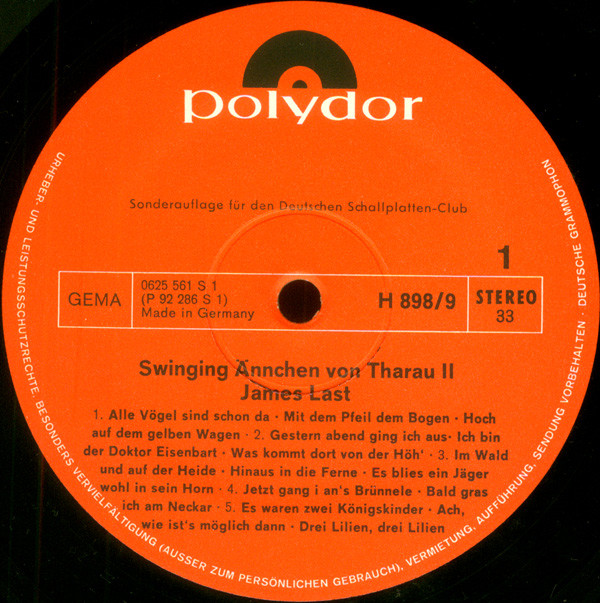 polydor
Sonderauflage für den Deutschen Schallplatten-Club
1
GEMA
0625 561 S 1
(P 92 286 S 1)
Made in Germany
H 898/9
STEREO
33
Swinging Ännchen von Tharau II
James Last
1. Alle Vögel sind schon da · Mit dem Pfeil dem Bogen · Hoch
auf dem gelben Wagen · 2. Gestern abend ging ich aus · Ich bin
der Doktor Eisenbart · Was kommt dort von der Höh' · 3. Im Wald
und auf der Heide · Hinaus in die Ferne · Es blies ein Jäger
wohl in sein Horn · 4. Jetzt gang i an's Brünnele · Bald gras
ich am Neckar · 5. Es waren zwei Königskinder · Ach,
wie ist's möglich dann · Drei Lilien, drei Lilien
URHEBER- UND LEISTUNGSSCHUTZRECHTE. BESONDERS VERVIELFALTIGUNG (AUSSER ZUM PERSÖNLICHEN GEBRAUCH), VERMIETUNG, AUFFÜHRUNG, SENDUNG VORBEHALTEN · DEUTSCHE GRAMMOPHON